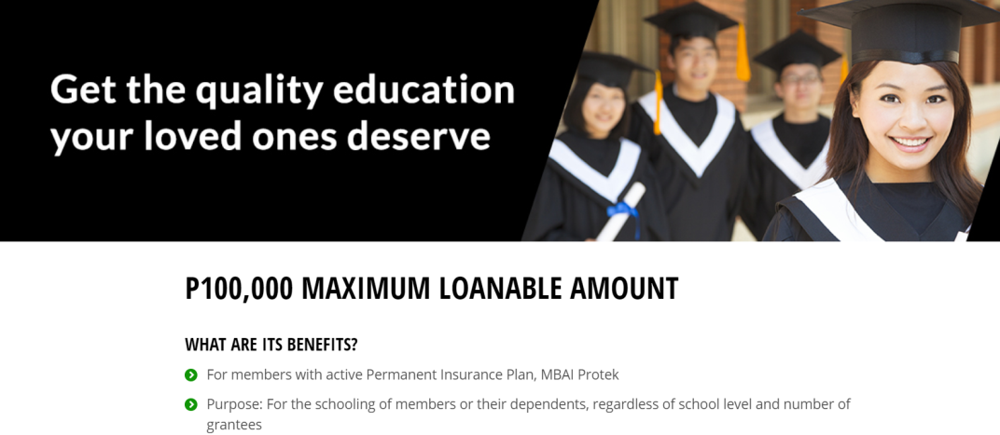 Get the quality education
your loved ones deserve
P100,000 MAXIMUM LOANABLE AMOUNT
WHAT ARE ITS BENEFITS?
For members with active Permanent Insurance Plan, MBAI Protek
Purpose: For the schooling of members or their dependents, regardless of school level and number of
grantees